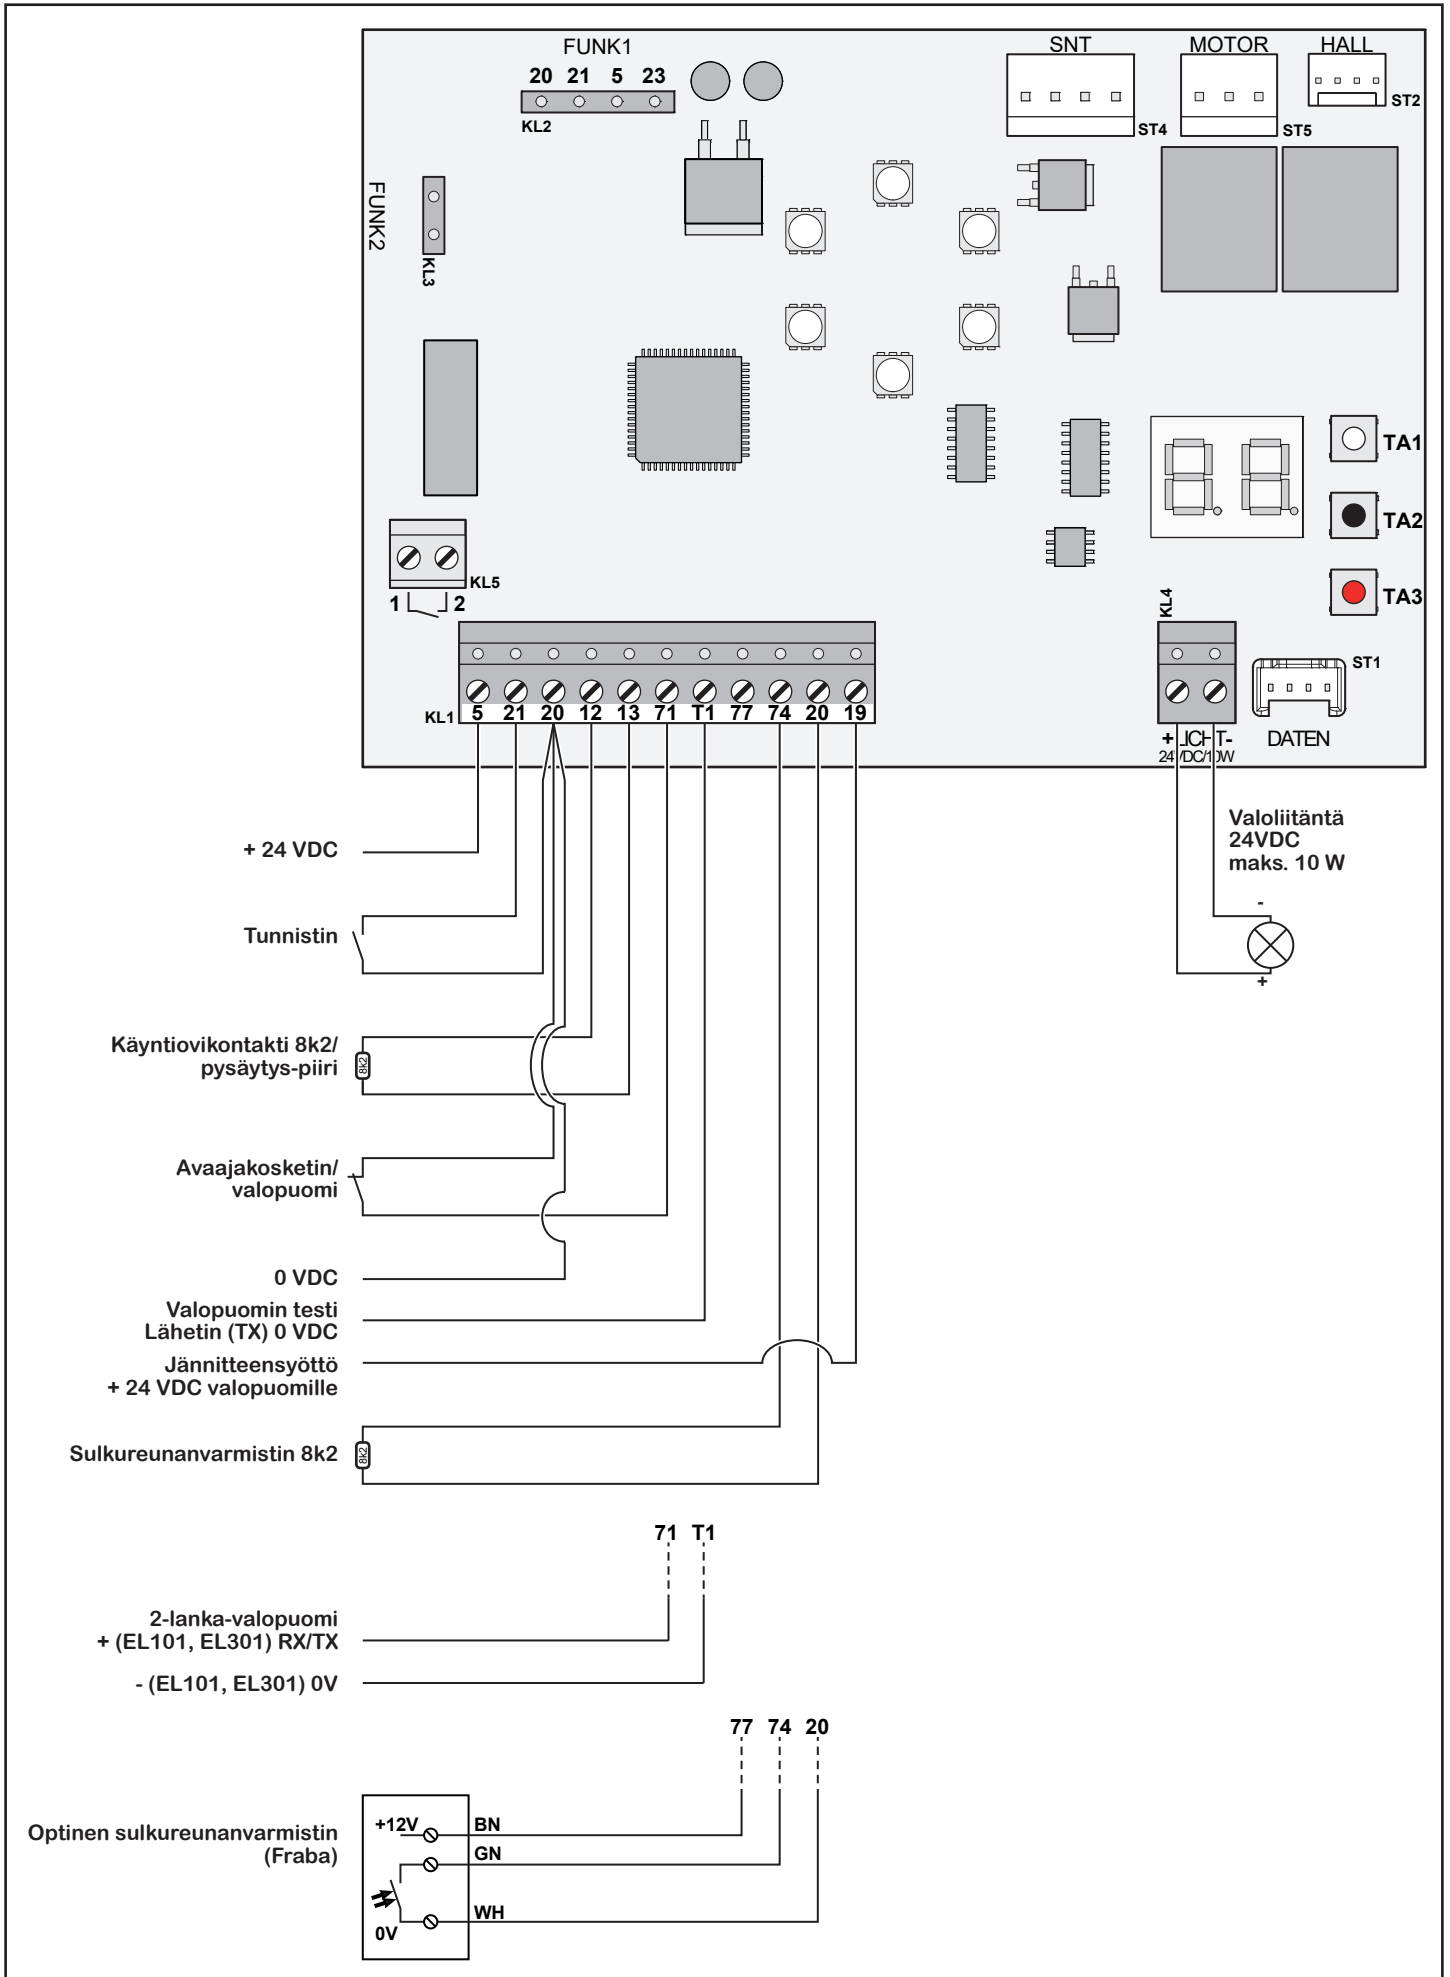 FUNK1
20 21 5 23
KL2
SNT
ST4
MOTOR
ST5
HALL
ST2
FUNK2
KL3
TA1
TA2
TA3
KL5
1 2
KL4
ST1
KL1
5 21 20 12 13 71 T1 77 74 20 19
+ LICHT-
24VDC/10W
DATEN
Valoliitäntä
24VDC
maks. 10 W
-
+
+ 24 VDC
Tunnistin
Käyntiovikontakti 8k2/
pysäytys-piiri
8k2
Avaajakosketin/
valopuomi
0 VDC
Valopuomin testi
Lähetin (TX) 0 VDC
Jännitteensyöttö
+ 24 VDC valopuomille
Sulkureunanvarmistin 8k2
8k2
71 T1
2-lanka-valopuomi
+ (EL101, EL301) RX/TX
- (EL101, EL301) 0V
77 74 20
Optinen sulkureunanvarmistin
(Fraba)
+12V
BN
GN
WH
0V